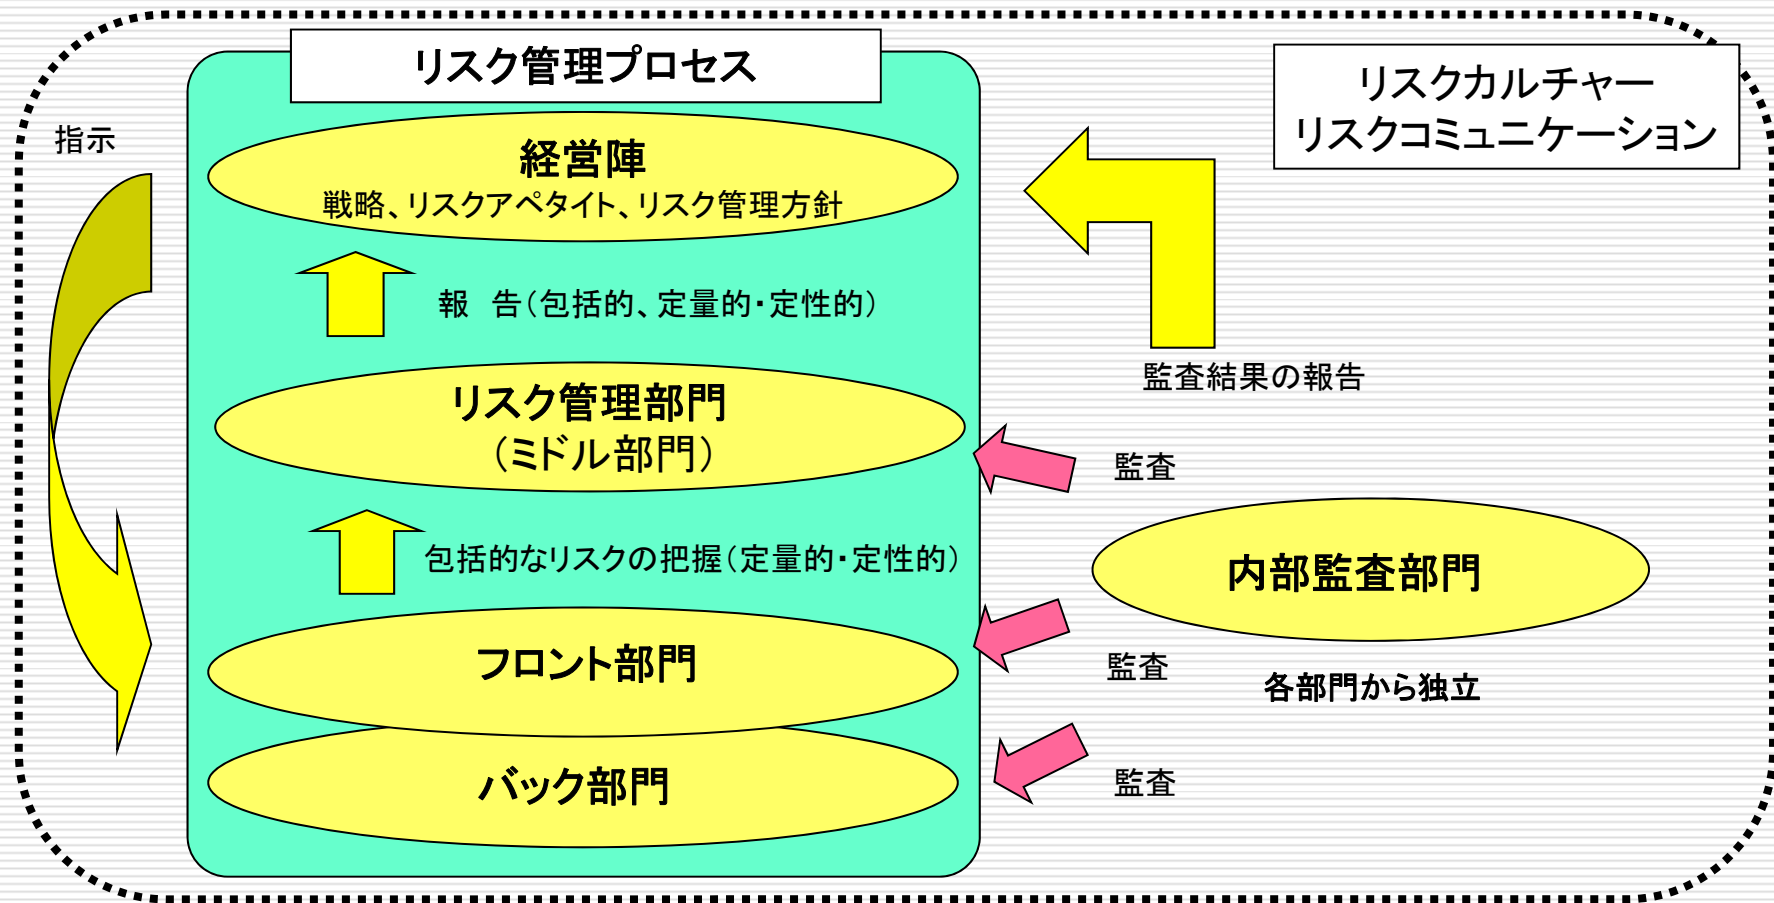 リスク管理プロセス
リスクカルチャー
リスクコミュニケーション
指示
経営陣
戦略、リスクアペタイト、リスク管理方針
報　告（包括的、定量的・定性的）
監査結果の報告
リスク管理部門
（ミドル部門）
監査
包括的なリスクの把握（定量的・定性的）
内部監査部門
フロント部門
監査
各部門から独立
バック部門
監査